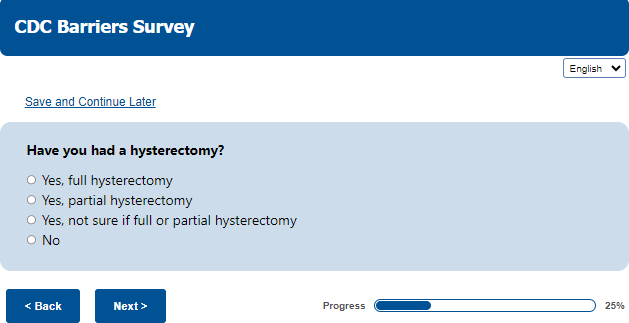 CDC Barriers Survey
English
Save and Continue Later
Have you had a hysterectomy?
Yes, full hysterectomy
Yes, partial hysterectomy
Yes, not sure if full or partial hysterectomy
No
< Back
Next >
Progress
25%